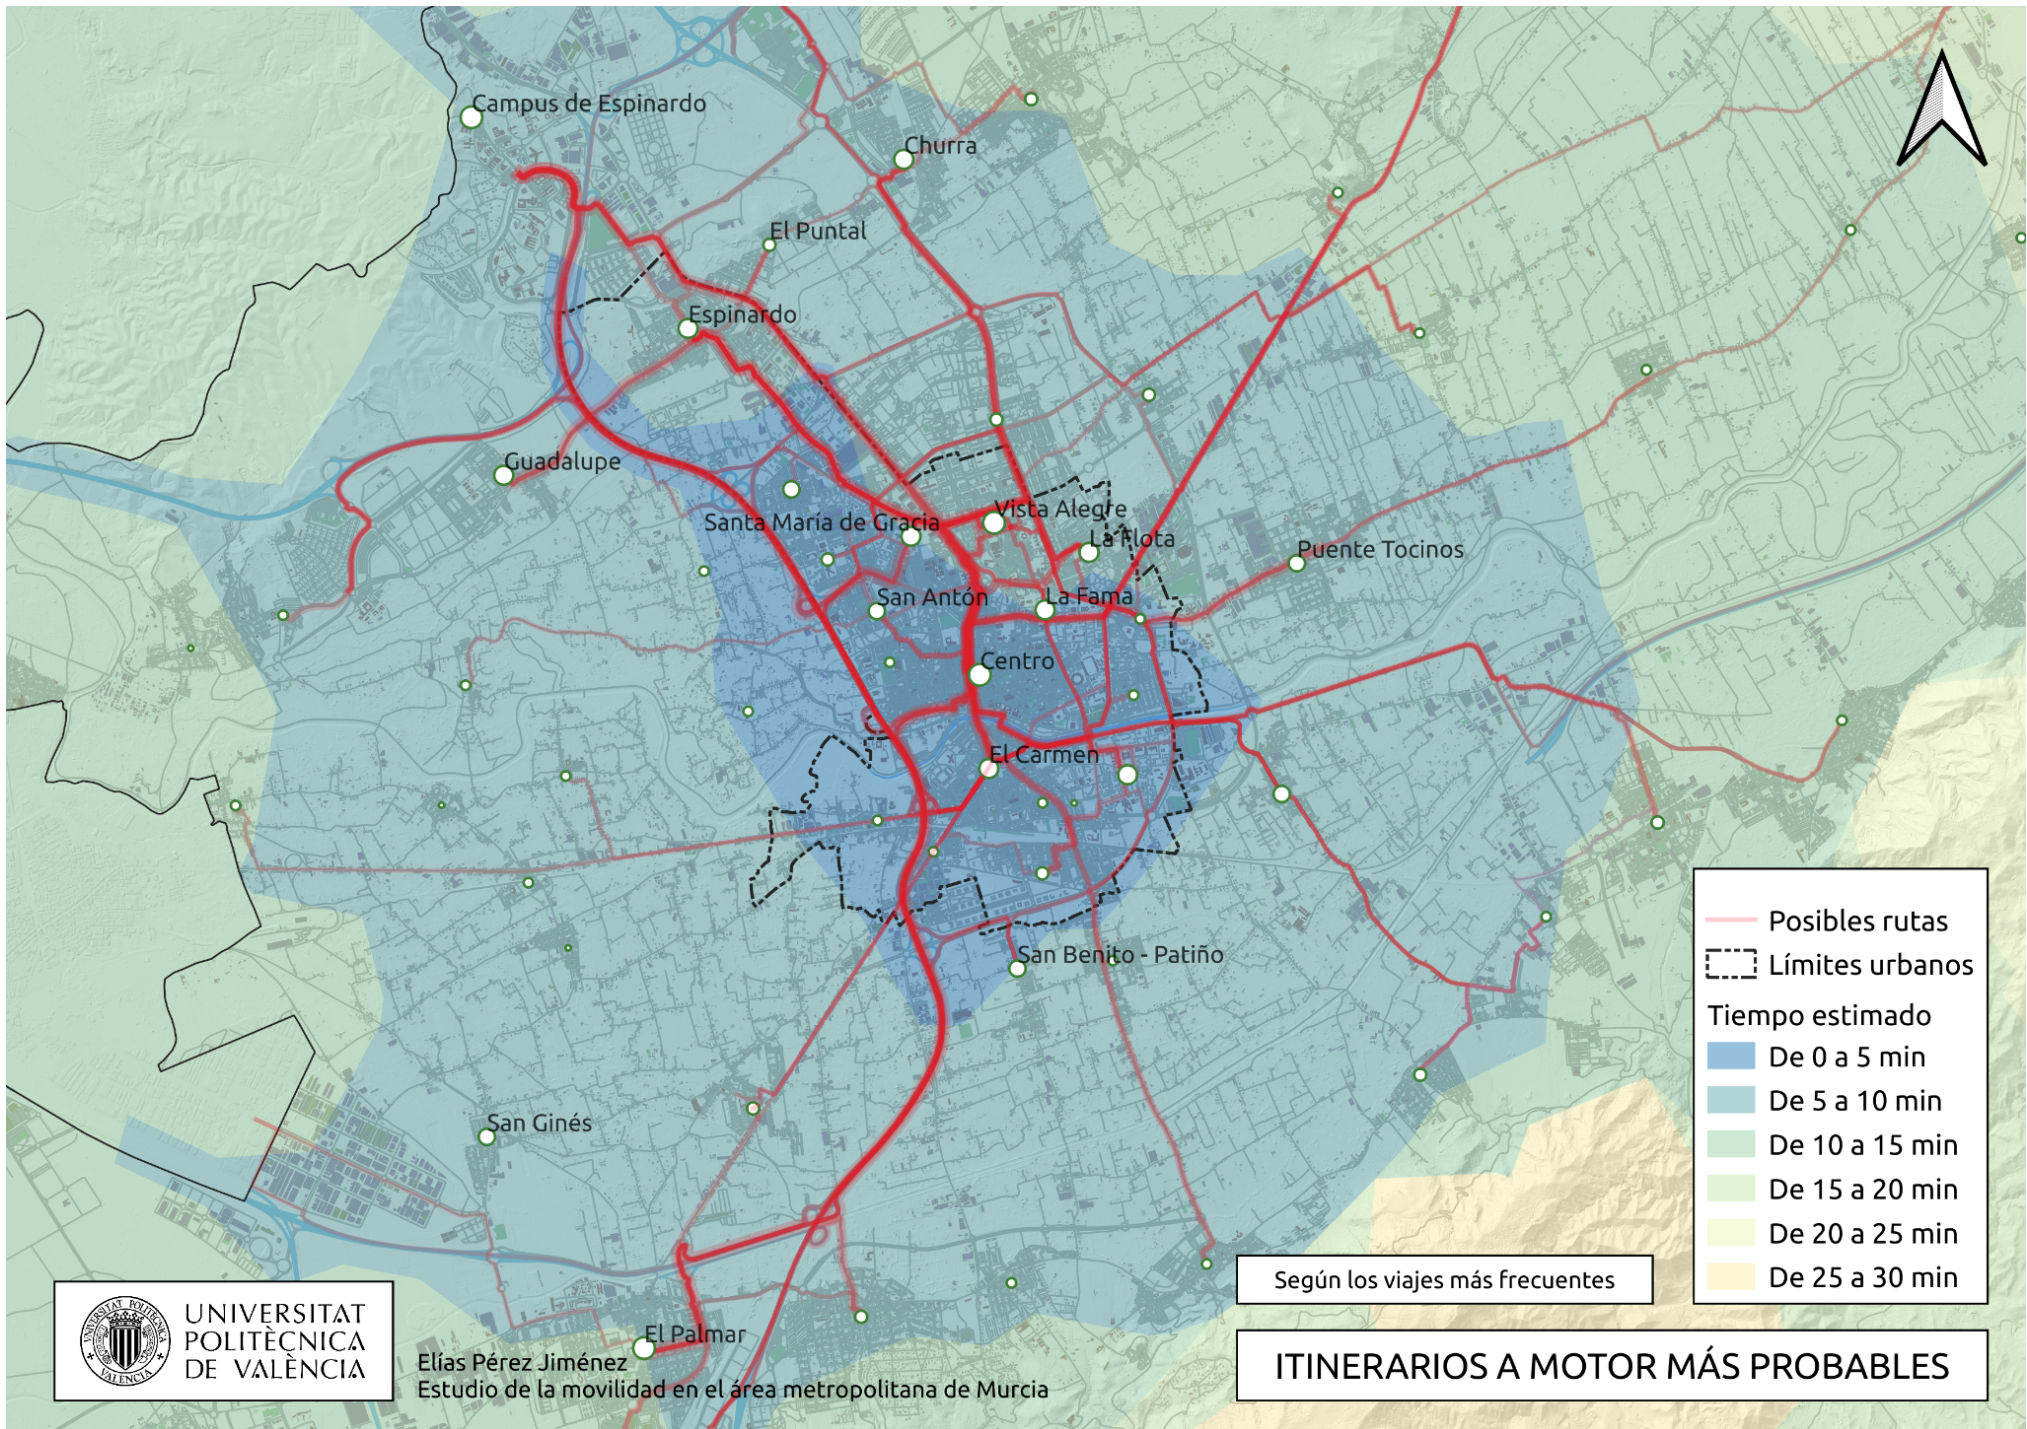 Campus de Espinardo
Churra
El Puntal
Espinardo
Guadalupe
Vista Alegre
Santa María de Gracia
La Flota
Puente Tocinos
San Antón
La Fama
Centro
El Carmen
San Benito - Patiño
San Ginés
El Palmar
Posibles rutas
Límites urbanos
Tiempo estimado
De 0 a 5 min
De 5 a 10 min
De 10 a 15 min
De 15 a 20 min
De 20 a 25 min
De 25 a 30 min
Según los viajes más frecuentes
ITINERARIOS A MOTOR MÁS PROBABLES
UNIVERSITAT POLITÈCNICA
VALÈNCIA
UNIVERSITAT
POLITÈCNICA
DE VALÈNCIA
Elías Pérez Jiménez
Estudio de la movilidad en el área metropolitana de Murcia